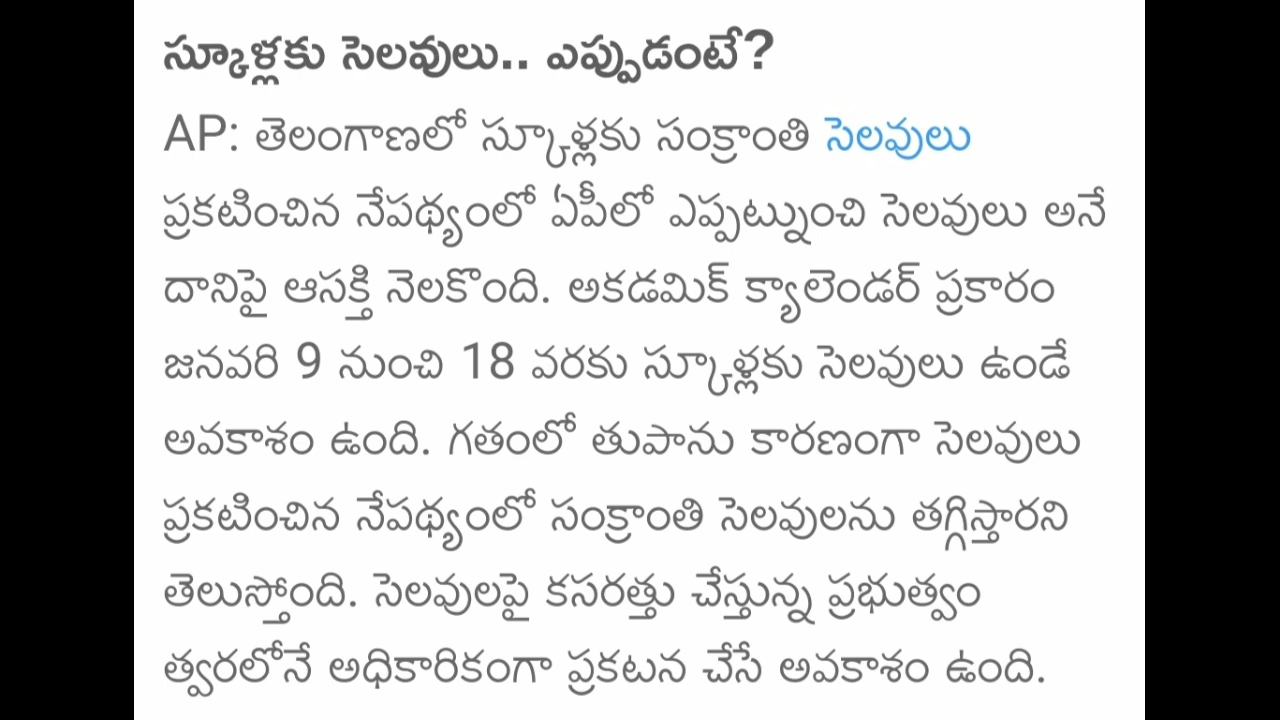 స్కూళ్లకు సెలవులు.. ఎప్పుడంటే?
AP: తెలంగాణలో స్కూళ్లకు సంక్రాంతి సెలవులు
ప్రకటించిన నేపథ్యంలో ఏపీలో ఎప్పట్నుంచి సెలవులు అనే
దానిపై ఆసక్తి నెలకొంది. అకడమిక్ క్యాలెండర్ ప్రకారం
జనవరి 9 నుంచి 18 వరకు స్కూళ్లకు సెలవులు ఉండే
అవకాశం ఉంది. గతంలో తుపాను కారణంగా సెలవులు
ప్రకటించిన నేపథ్యంలో సంక్రాంతి సెలవులను తగ్గిస్తారని
తెలుస్తోంది. సెలవులపై కసరత్తు చేస్తున్న ప్రభుత్వం
త్వరలోనే అధికారికంగా ప్రకటన చేసే అవకాశం ఉంది.